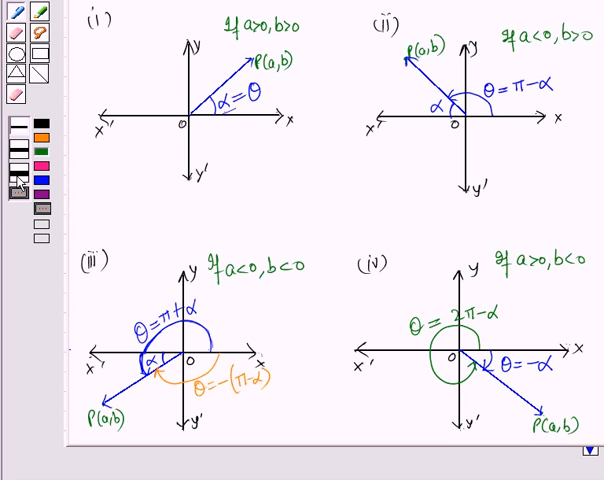 (i)
If a>0, b>0
y
P(a,b)
α=θ
x'
o
x
y'
(ii)
If a<0, b>0
P(a,b)
y
θ=π-α
α
x'
o
x
y'
(iii)
If a<0, b<0
y
θ=π+α
α
x'
o
x
θ=-(π-α)
P(a,b)
y'
(iv)
If a>0, b<0
y
θ= 2π-α
x'
o
x
θ=-α
P(a,b)
y'